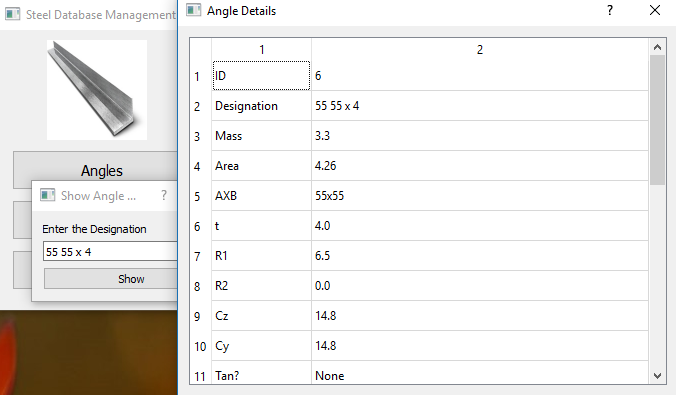 Steel Database Management
Angles
Show Angle ... ?
Enter the Designation
55 55 x 4
Show
Angle Details ?
1 2
1 ID 6
2 Designation 55 55 x 4
3 Mass 3.3
4 Area 4.26
5 AXB 55x55
6 t 4.0
7 R1 6.5
8 R2 0.0
9 Cz 14.8
10 Cy 14.8
11 Tan? None